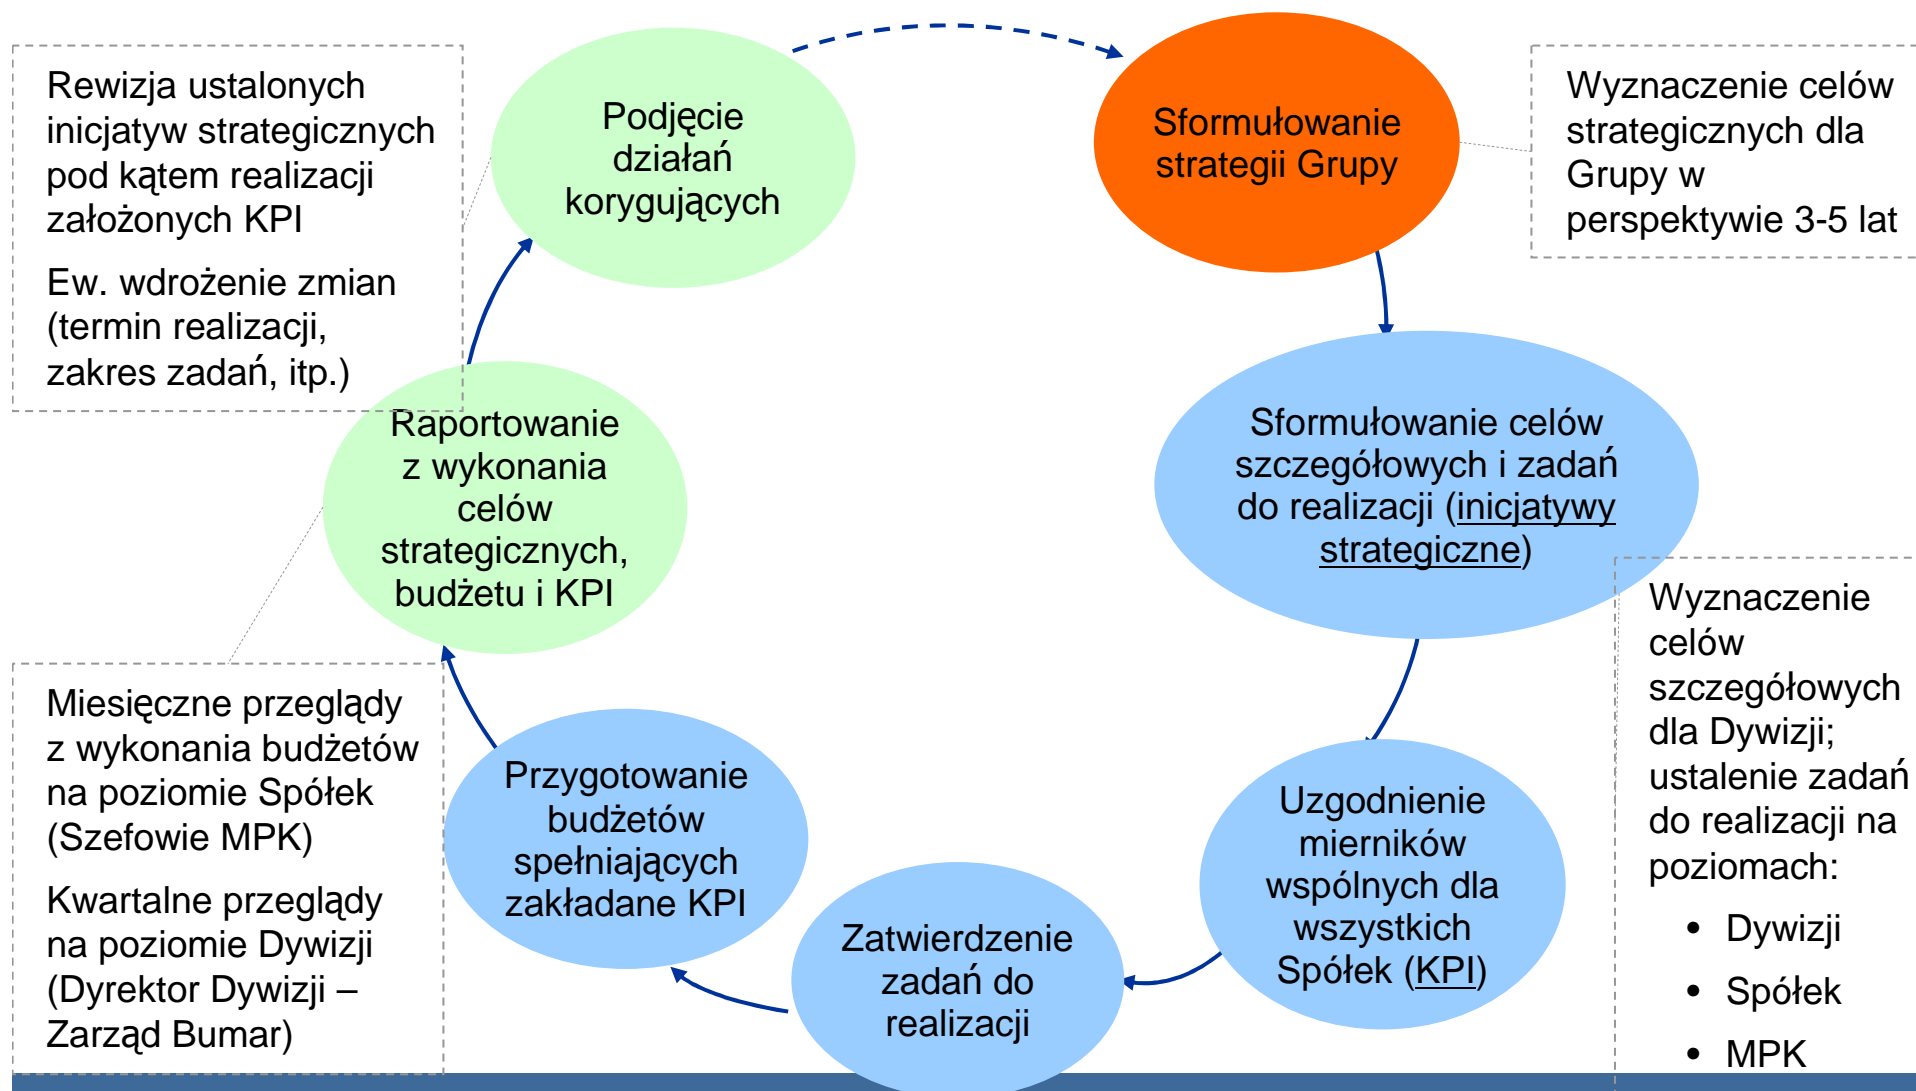 Rewizja ustalonych
inicjatyw strategicznych
pod kątem realizacji
założonych KPI
Ew. wdrożenie zmian
(termin realizacji,
zakres zadań, itp.)
Podjęcie
działań
korygujących
Sformułowanie
strategii Grupy
Wyznaczenie celów
strategicznych dla
Grupy w
perspektywie 3-5 lat
Sformułowanie celów
szczegółowych i zadań
do realizacji (inicjatywy
strategiczne)
Wyznaczenie
celów
szczegółowych
dla Dywizji;
ustalenie zadań
do realizacji na
poziomach:
• Dywizji
• Spółek
• MPK
Uzgodnienie
mierników
wspólnych dla
wszystkich
Spółek (KPI)
Zatwierdzenie
zadań do
realizacji
Przygotowanie
budżetów
spełniających
zakładane KPI
Raportowanie
z wykonania
celów
strategicznych,
budżetu i KPI
Miesięczne przeglądy
z wykonania budżetów
na poziomie Spółek
(Szefowie MPK)
Kwartalne przeglądy
na poziomie Dywizji
(Dyrektor Dywizji –
Zarząd Bumar)